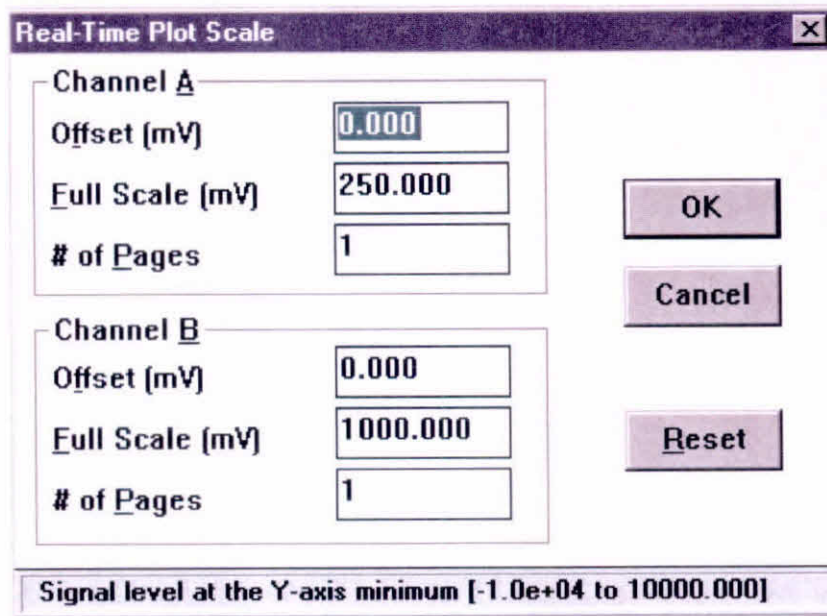 Real-Time Plot Scale
Channel A
Offset (mV) 0.000
Full Scale (mV) 250.000
# of Pages 1
OK
Cancel
Channel B
Offset (mV) 0.000
Full Scale (mV) 1000.000
# of Pages 1
Reset
Signal level at the Y-axis minimum [-1.0e+04 to 10000.000]